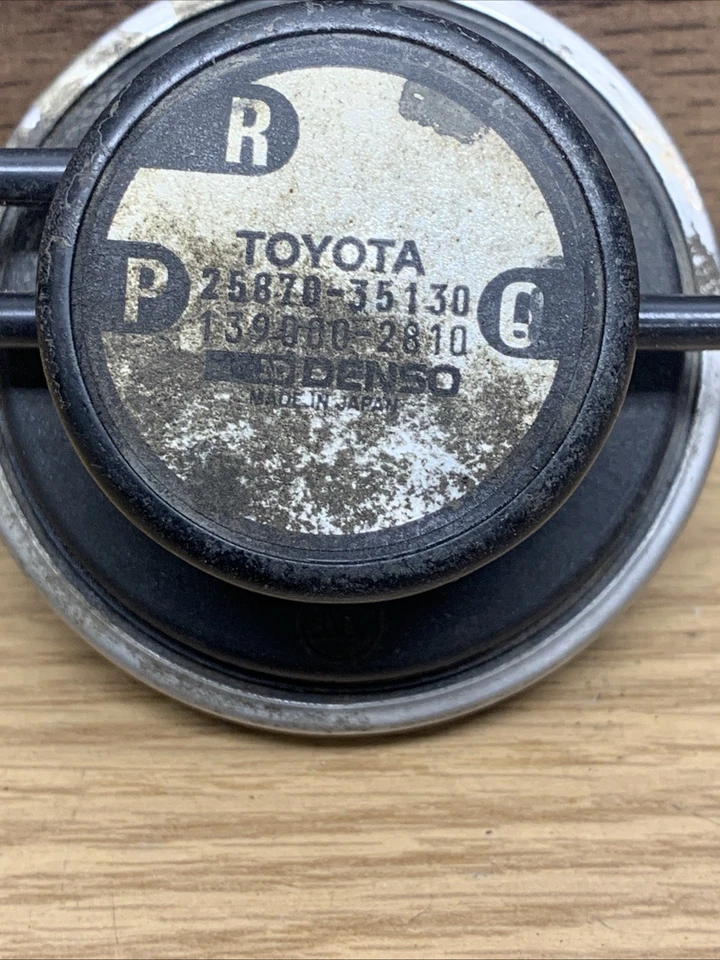 R
TOYOTA
P
25870-35130
139000-2810
DENSO
MADE IN JAPAN